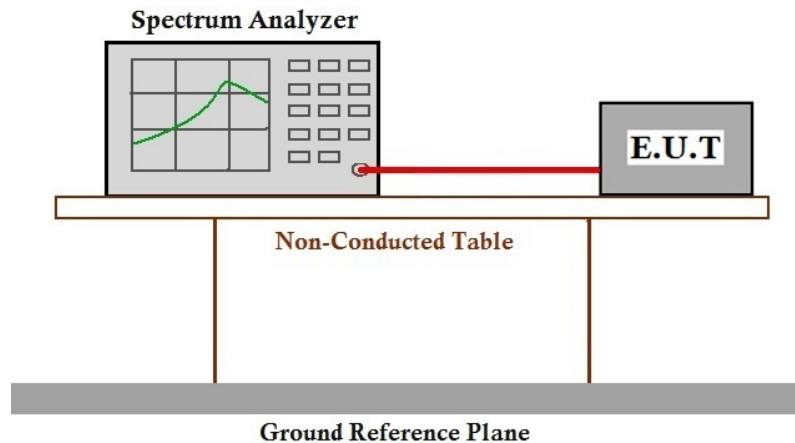 Spectrum Analyzer
E.U.T
Non-Conducted Table
Ground Reference Plane